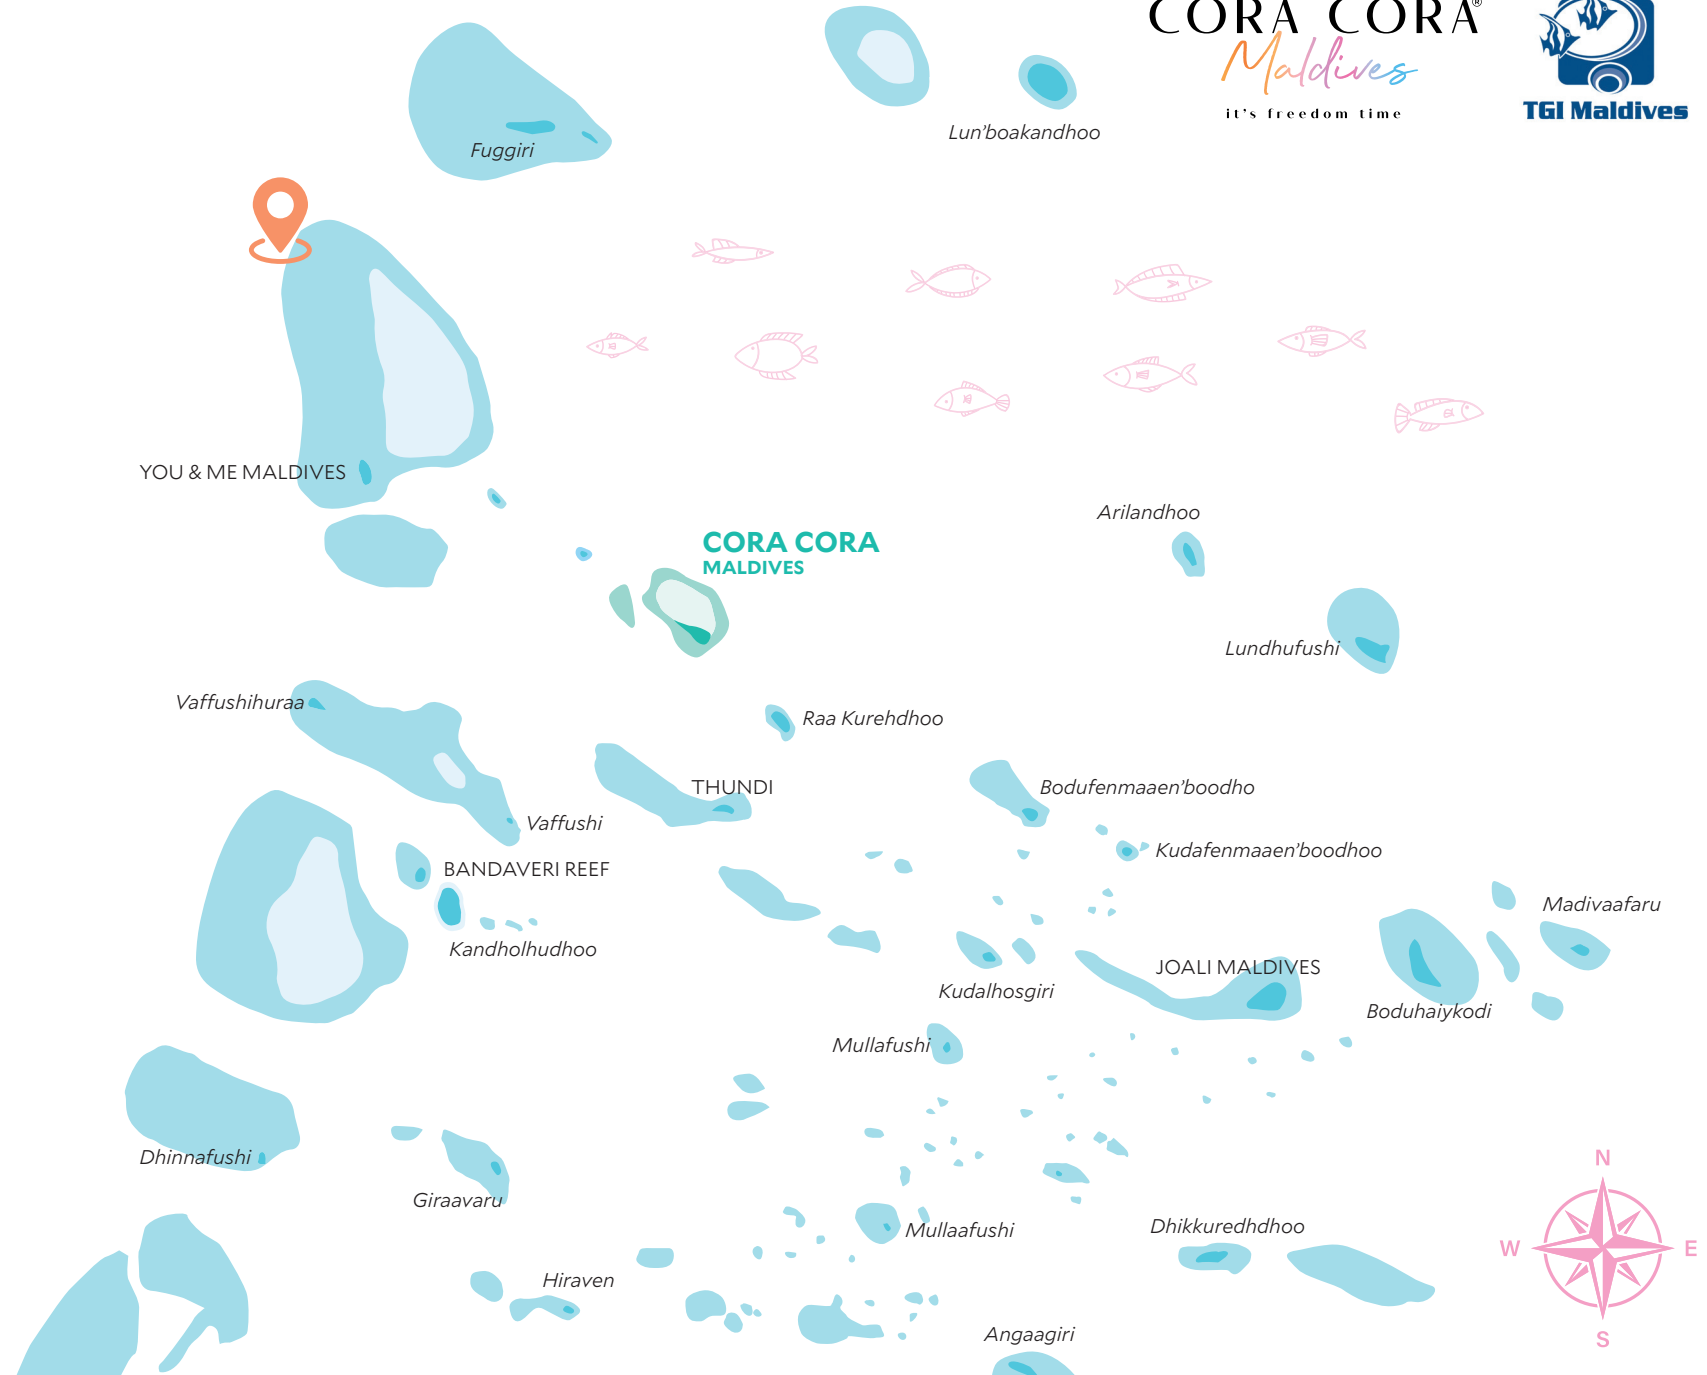 CORA CORA®
Maldives
it's freedom time
TGI Maldives
Lun'boakandhoo
Fuggiri
YOU & ME MALDIVES
Arilandhoo
CORA CORA
MALDIVES
Lundhufushi
Vaffushihuraa
Raa Kurehdhoo
THUNDI
Bodufenmaaen'boodho
Vaffushi
Kudafenmaaen'boodhoo
BANDAVERI REEF
Madivaafaru
Kandholhudhoo
JOALI MALDIVES
Kudalhosgiri
Boduhaiykodi
Mullafushi
Dhinnafushi
N
Giraavaru
Mullaafushi
Dhikkuredhdhoo
W
E
Hiraven
Angaagiri
S